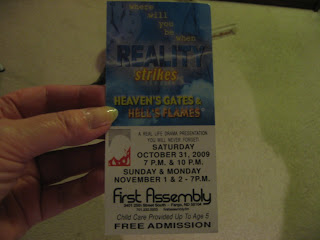 where
will
you
be
when
REALITY
strikes
HEAVEN'S GATES &
HELL'S FLAMES
A REAL LIFE DRAMA PRESENTATION
YOU WILL NEVER FORGET!
SATURDAY
OCTOBER 31, 2009
7 P.M. & 10 P.M.
SUNDAY & MONDAY
NOVEMBER 1 & 2 - 7P.M.
First Assembly
Child Care Provided Up To Age 5
FREE ADMISSION